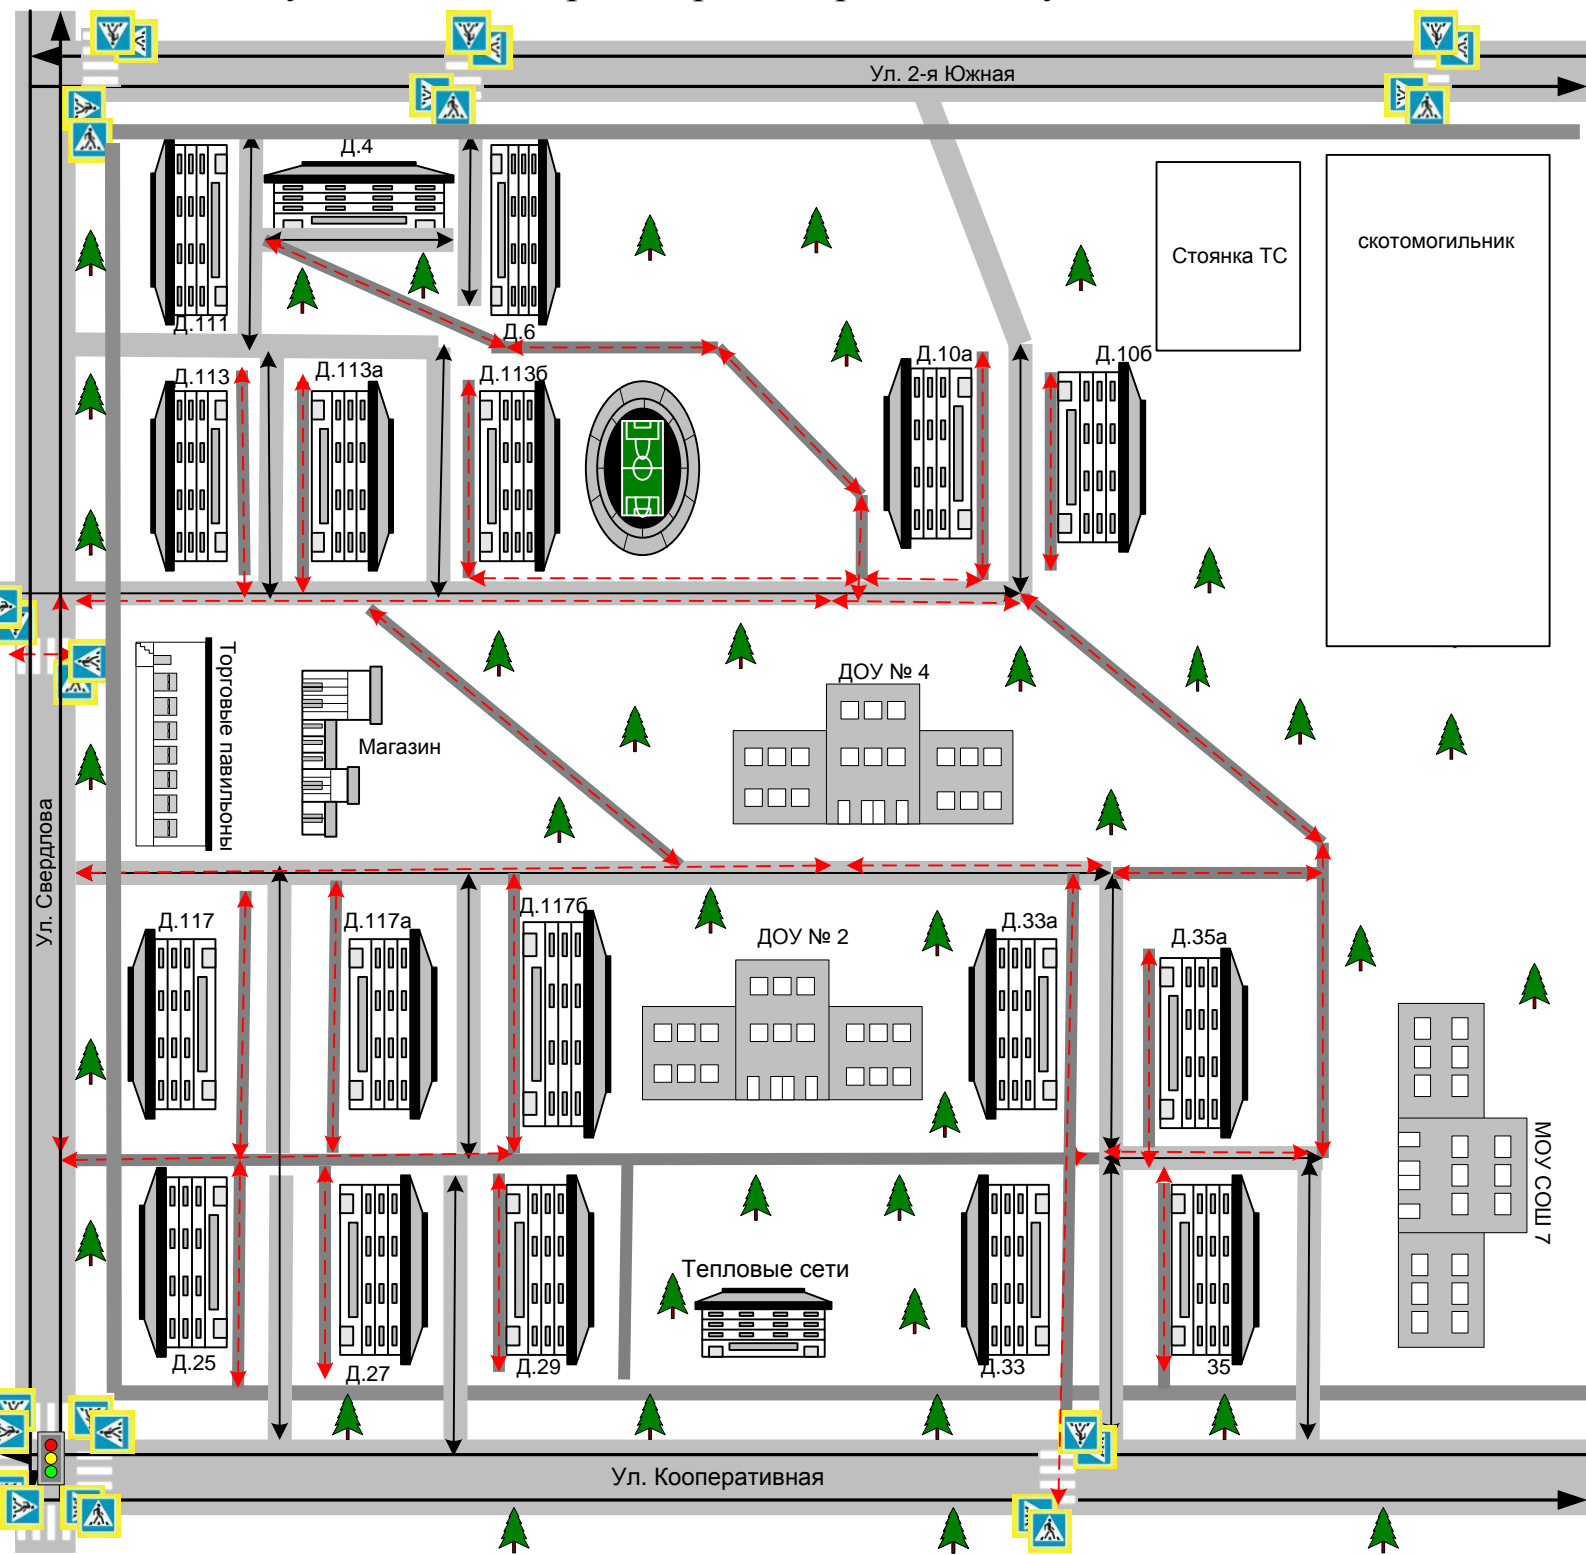 Ул. 2-я Южная
Д.4
Стоянка ТС
скотомогильник
Д.111
Д.6
Д.113
Д.113а
Д.113б
Д.10а
Д.10б
Торговые павильоны
Магазин
ДОУ № 4
Ул. Свердлова
Д.117
Д.117а
Д.117б
ДОУ № 2
Д.33а
Д.35а
МОУ СОШ 7
Тепловые сети
Д.25
Д.27
Д.29
Д.33
35
Ул. Кооперативная